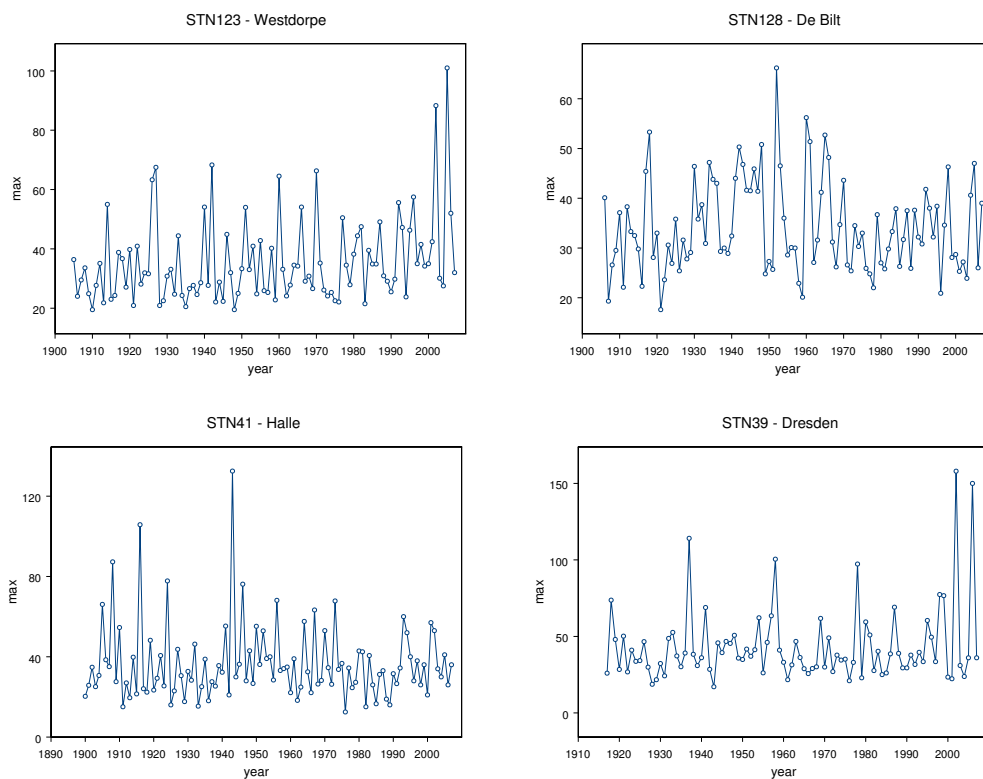 STN123 - Westdorpe
max
100
80
60
40
20
1900 1910 1920 1930 1940 1950 1960 1970 1980 1990 2000
year
STN128 - De Bilt
max
60
50
40
30
20
1900 1910 1920 1930 1940 1950 1960 1970 1980 1990 2000
year
STN41 - Halle
max
120
80
40
0
1890 1900 1910 1920 1930 1940 1950 1960 1970 1980 1990 2000
year
STN39 - Dresden
max
150
100
50
0
1910 1920 1930 1940 1950 1960 1970 1980 1990 2000
year